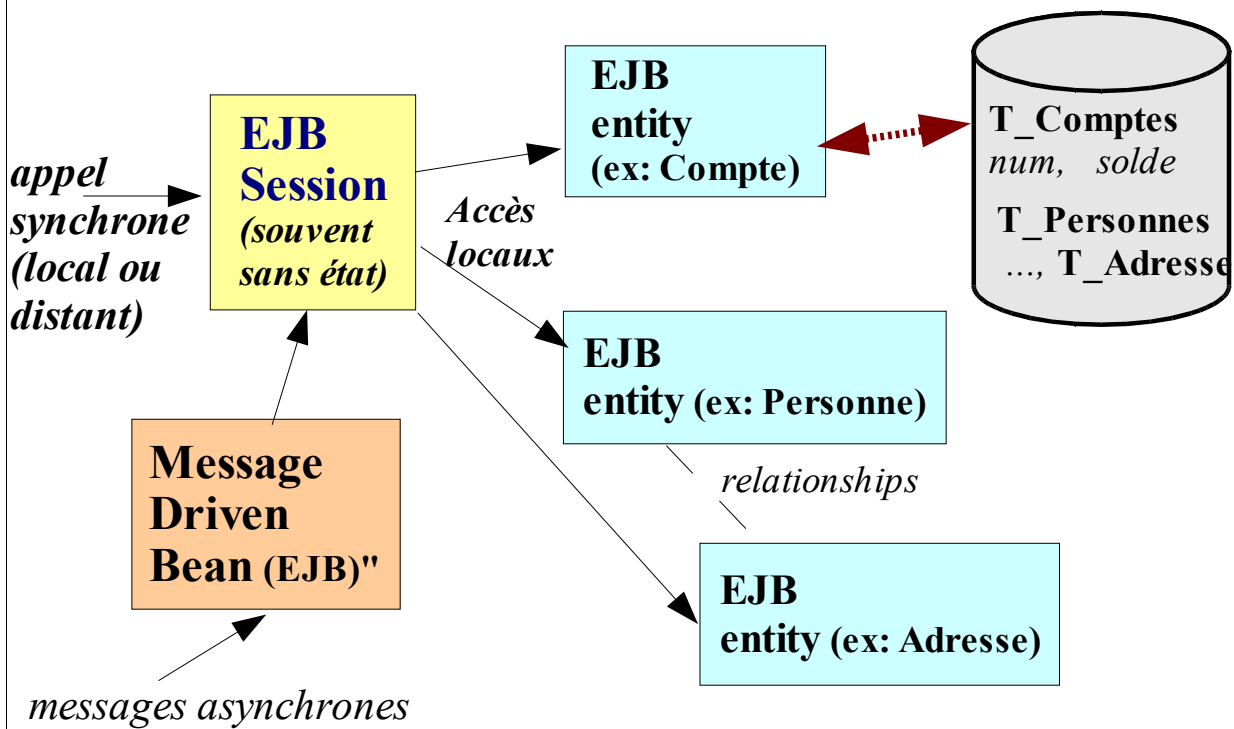 appel
synchrone
(local ou
distant)
EJB
Session
(souvent
sans état)
Accès
locaux
EJB
entity
(ex: Compte)
T_Comptes
num, solde
T_Personnes
..., T_Adresse
EJB
entity (ex: Personne)
relationships
Message
Driven
Bean (EJB)"
EJB
entity (ex: Adresse)
messages asynchrones